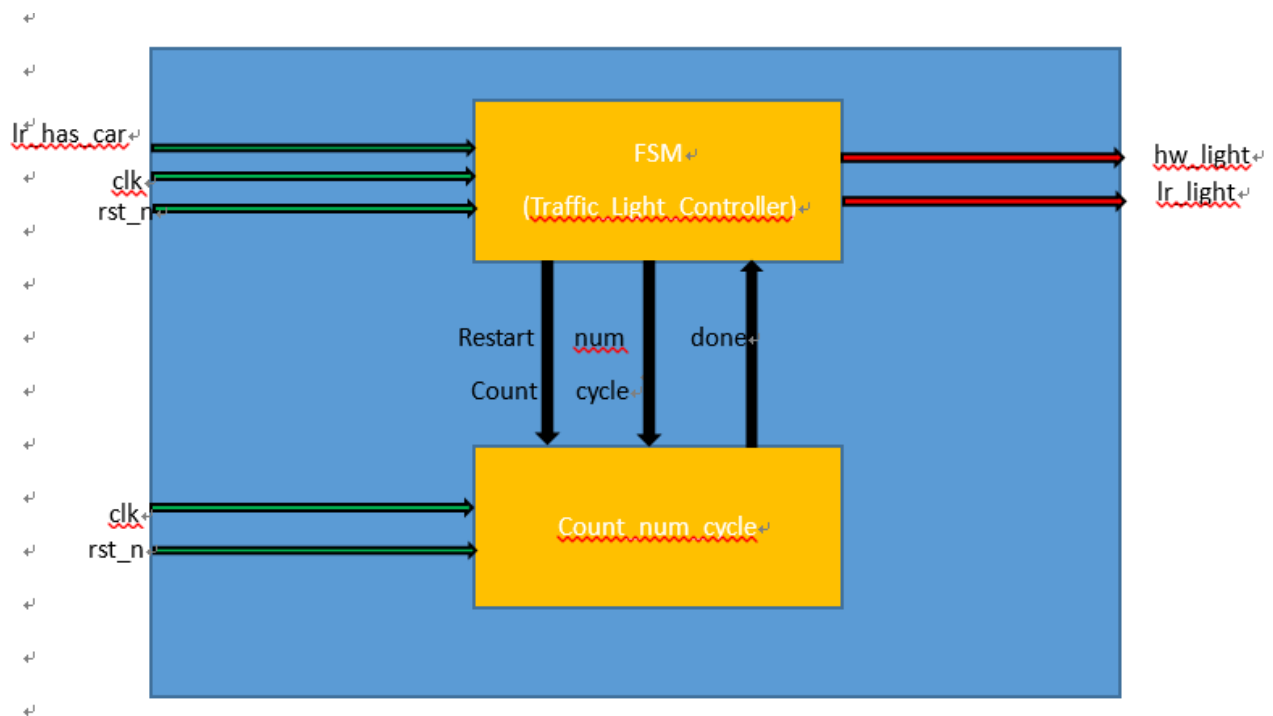 lr_has_car
clk
rst_n
FSM
(Traffic_Light_Controller)
hw_light
lr_light
Restart num done
Count cycle
clk
rst_n
Count_num_cycle